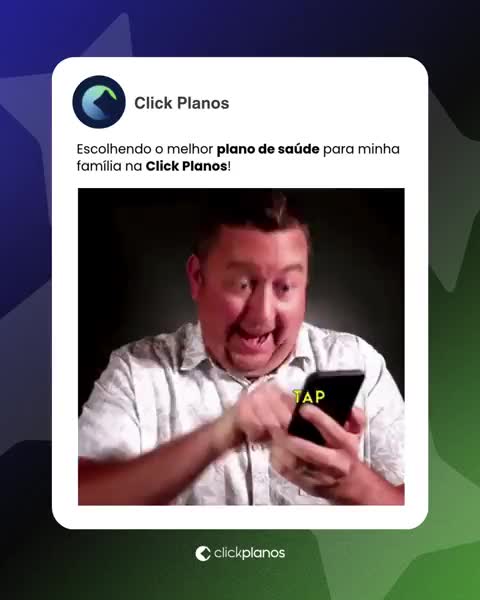 Click Planos
Escolhendo o melhor plano de saúde para minha
família na Click Planos!
TAP
clickplanos